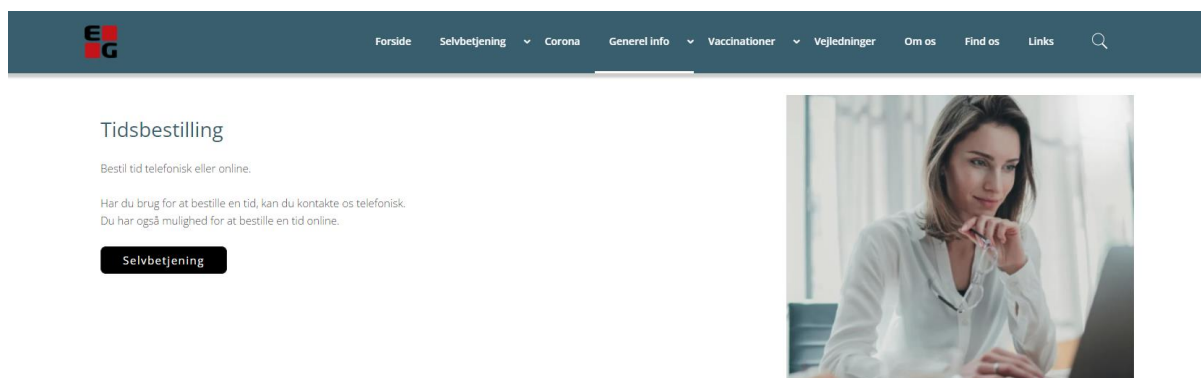 E
G
Forside Selvbetjening Corona Generel info Vaccinationer Vejledninger Om os Find os Links
Tidsbestilling
Bestil tid telefonisk eller online.
Har du brug for at bestille en tid, kan du kontakte os telefonisk.
Du har også mulighed for at bestille en tid online.
Selvbetjening